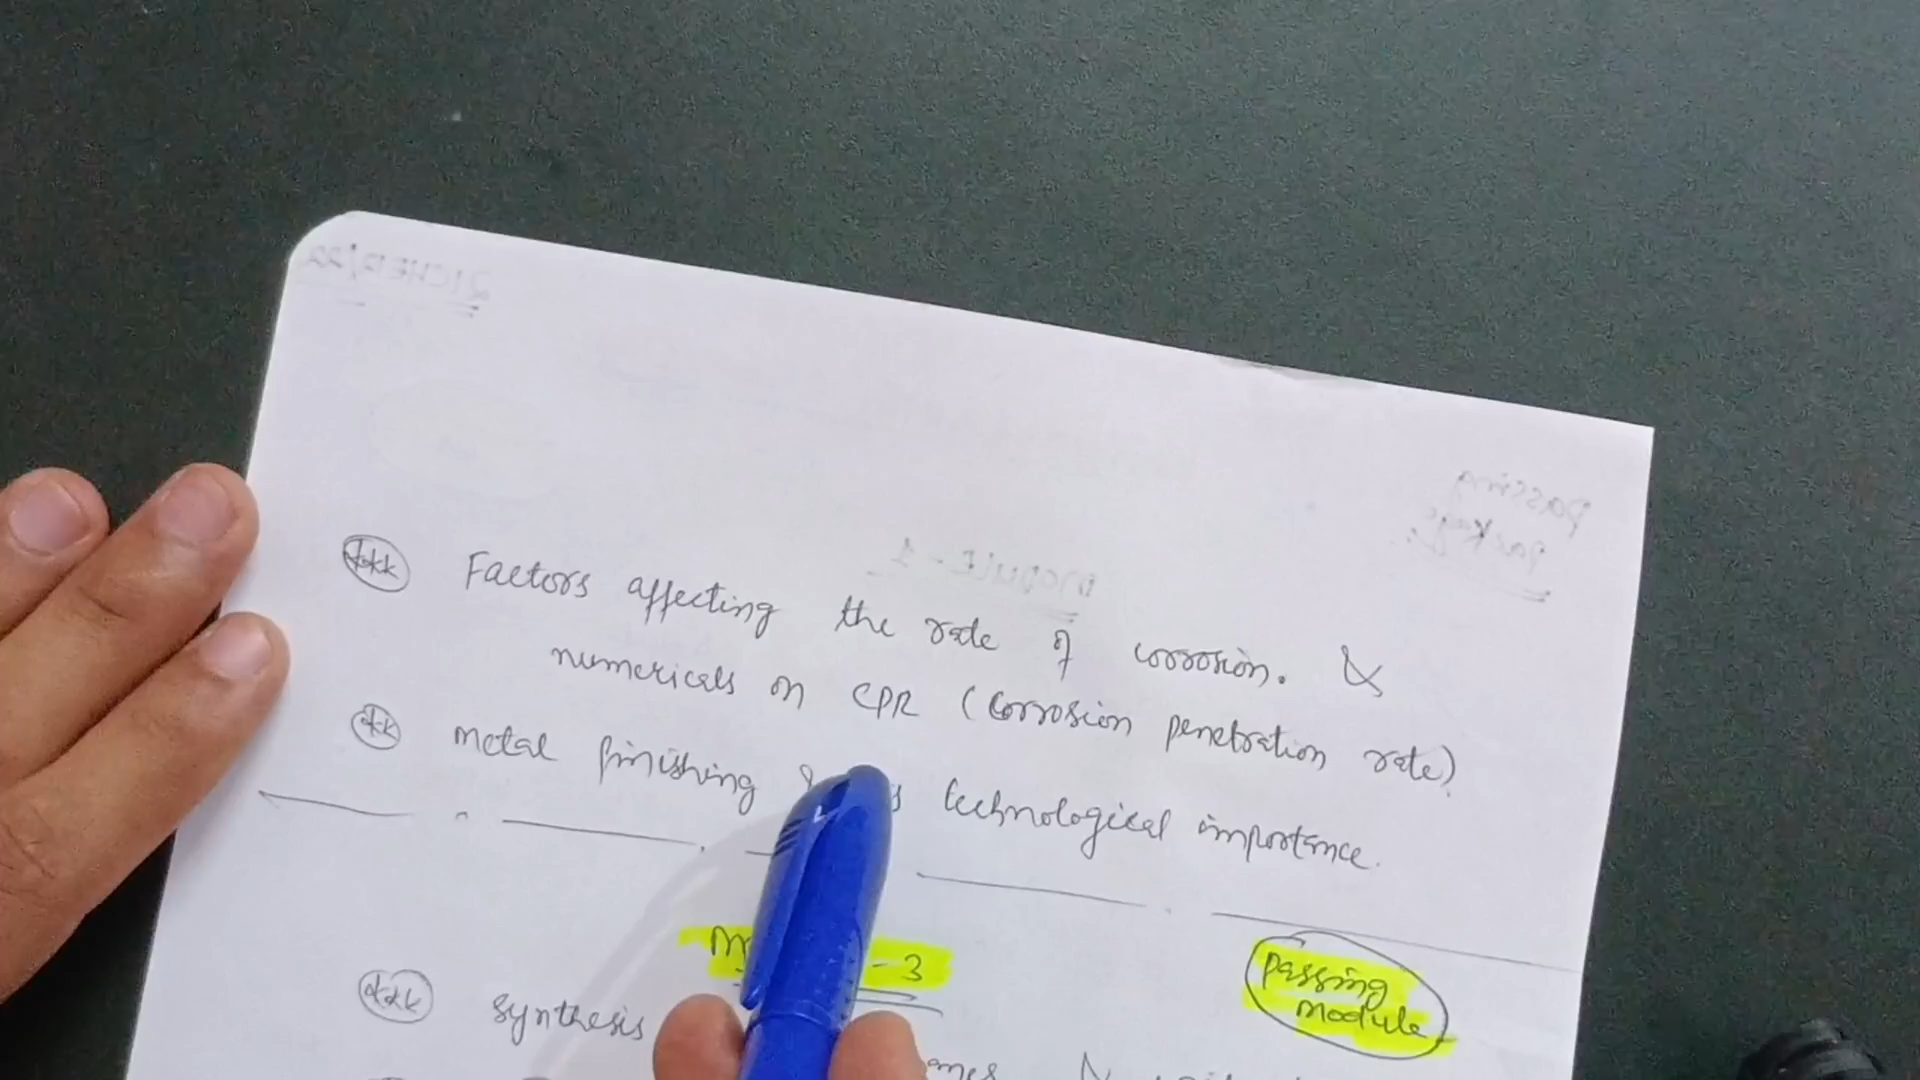 *** Factors affecting the rate of corrosion. &
numericals on CPR (Corrosion penetration rate).
** metal finishing technological importance.
- 3
passing
module
*** synthesis